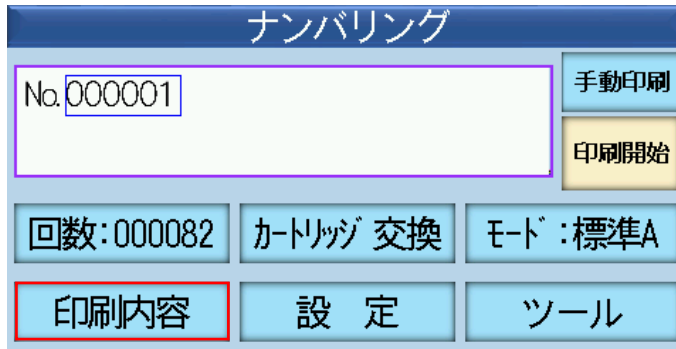 ナンバリング
No.000001
手動印刷
印刷開始
回数:000082
ｶｰﾄﾘｯｼﾞ 交換
ﾓｰﾄﾞ:標準A
印刷内容
設 定
ツール